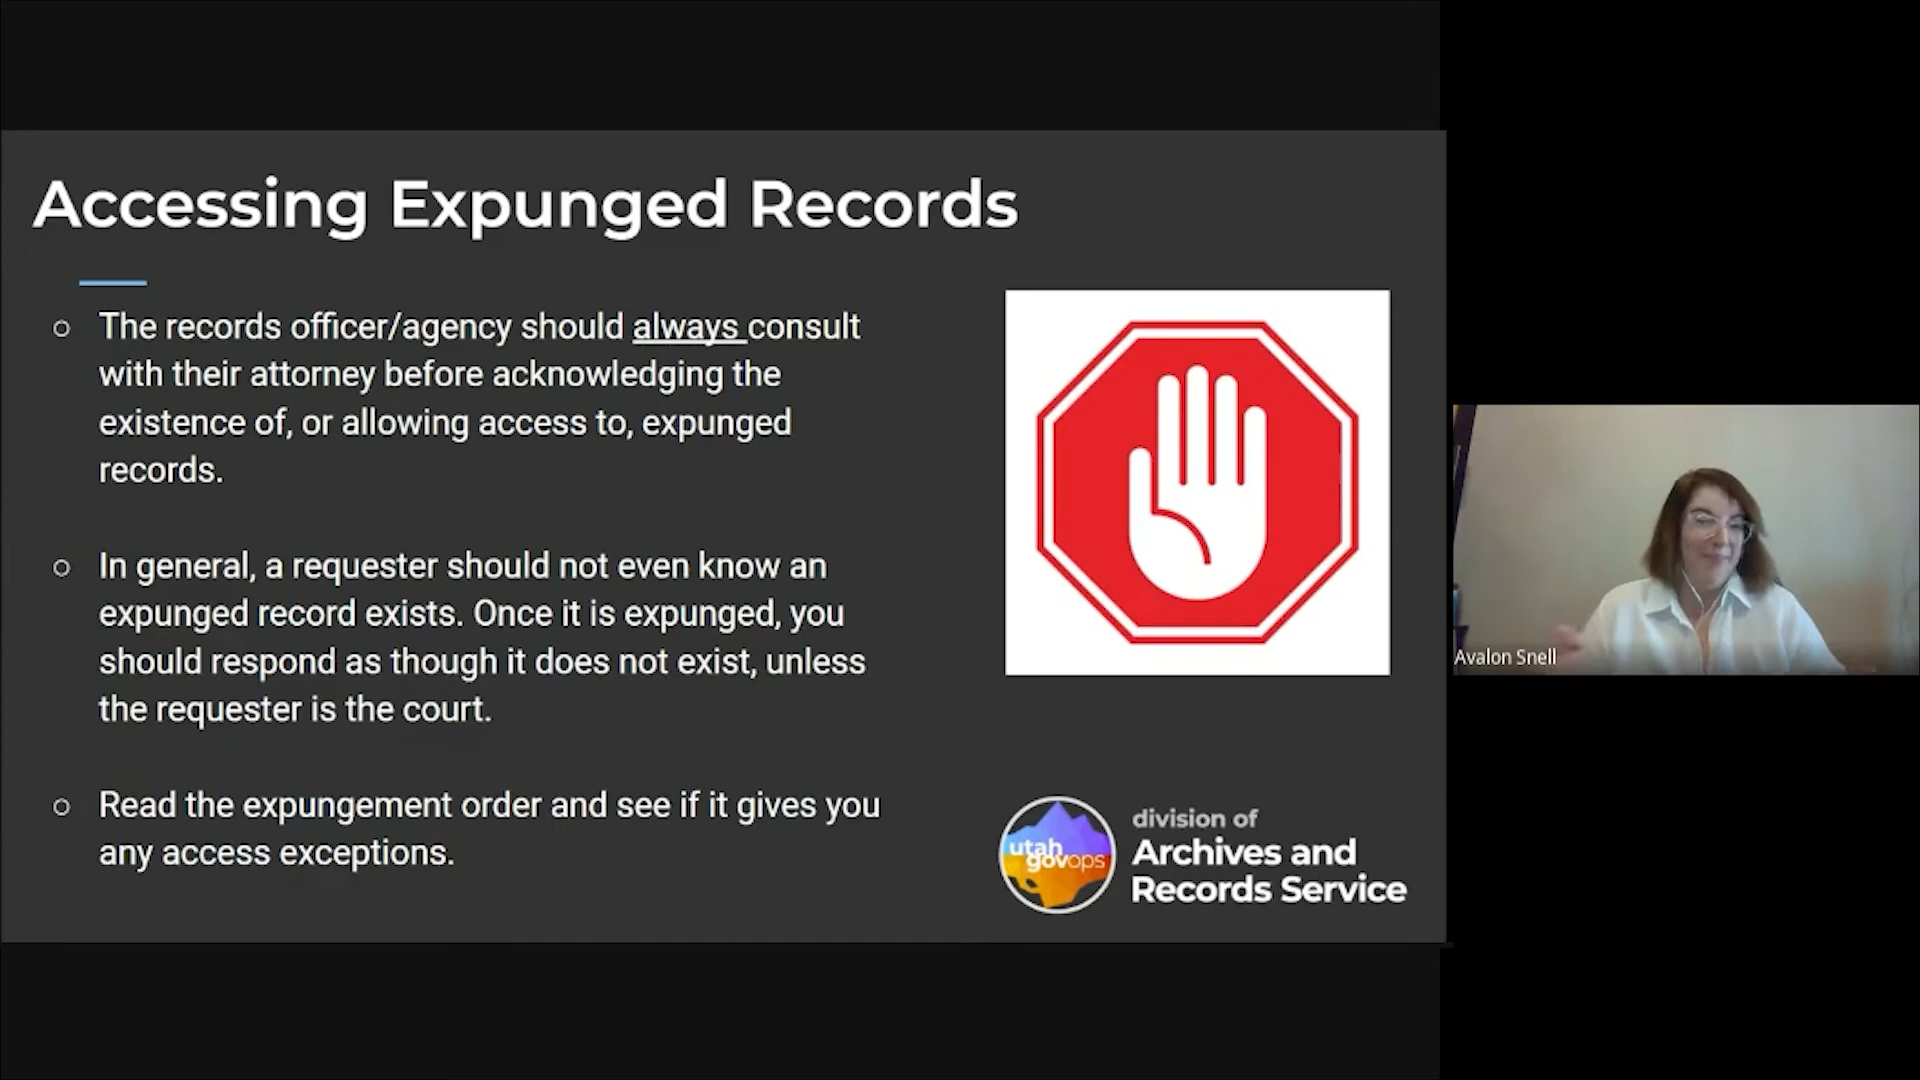 Accessing Expunged Records
○ The records officer/agency should always consult
with their attorney before acknowledging the
existence of, or allowing access to, expunged
records.
○ In general, a requester should not even know an
expunged record exists. Once it is expunged, you
should respond as though it does not exist, unless
the requester is the court.
○ Read the expungement order and see if it gives you
any access exceptions.
utah
govops
division of
Archives and
Records Service
Avalon Snell